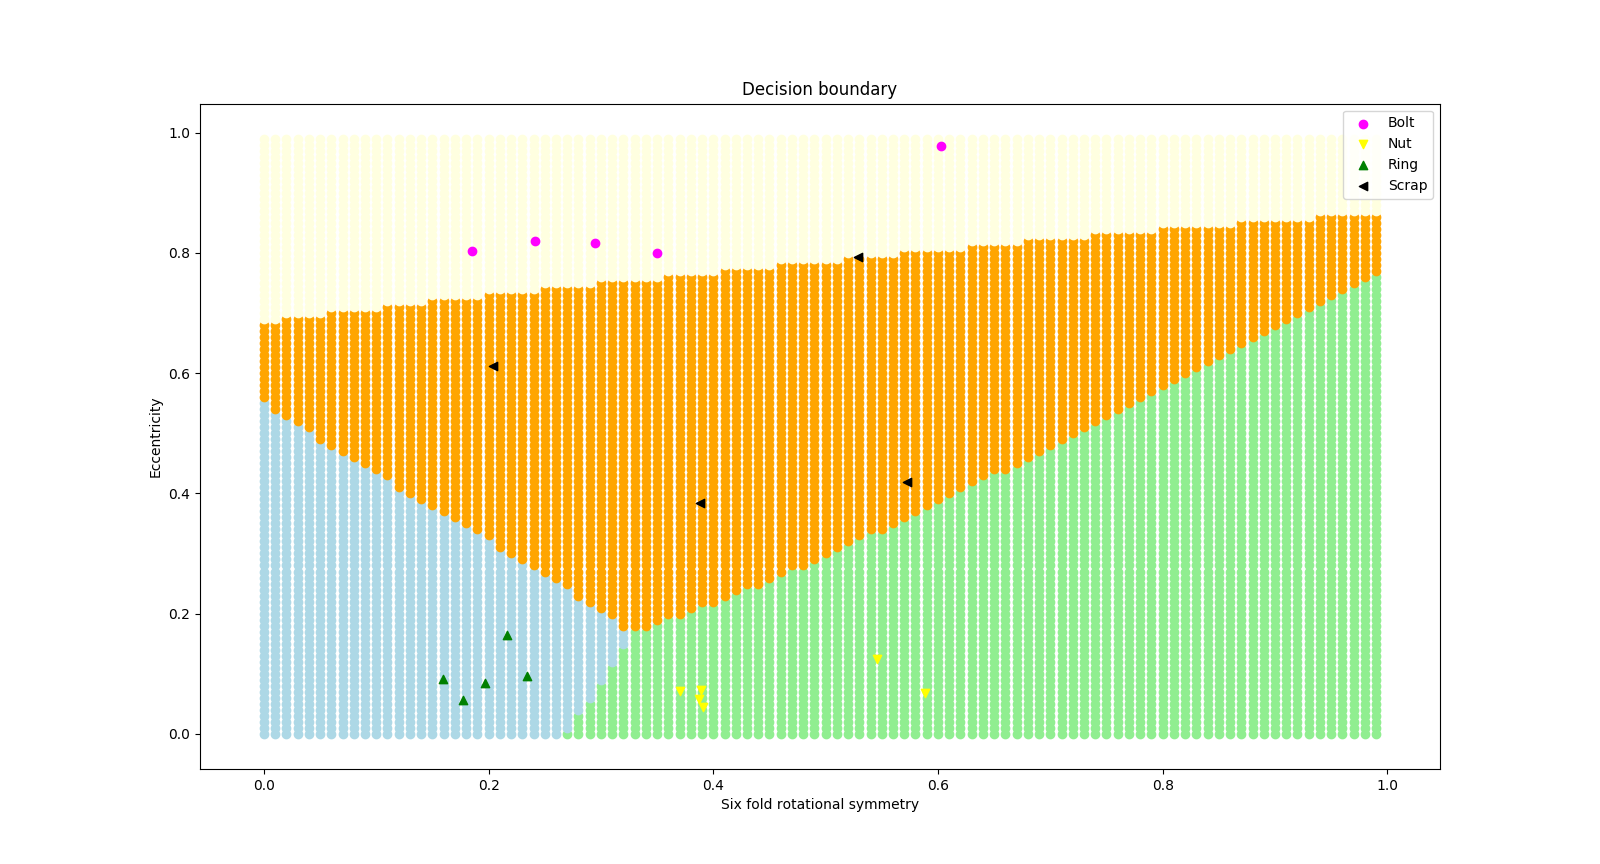 Decision boundary
Bolt
Nut
Ring
Scrap
1.0
0.8
0.6
0.4
0.2
0.0
Eccentricity
0.0 0.2 0.4 0.6 0.8 1.0
Six fold rotational symmetry